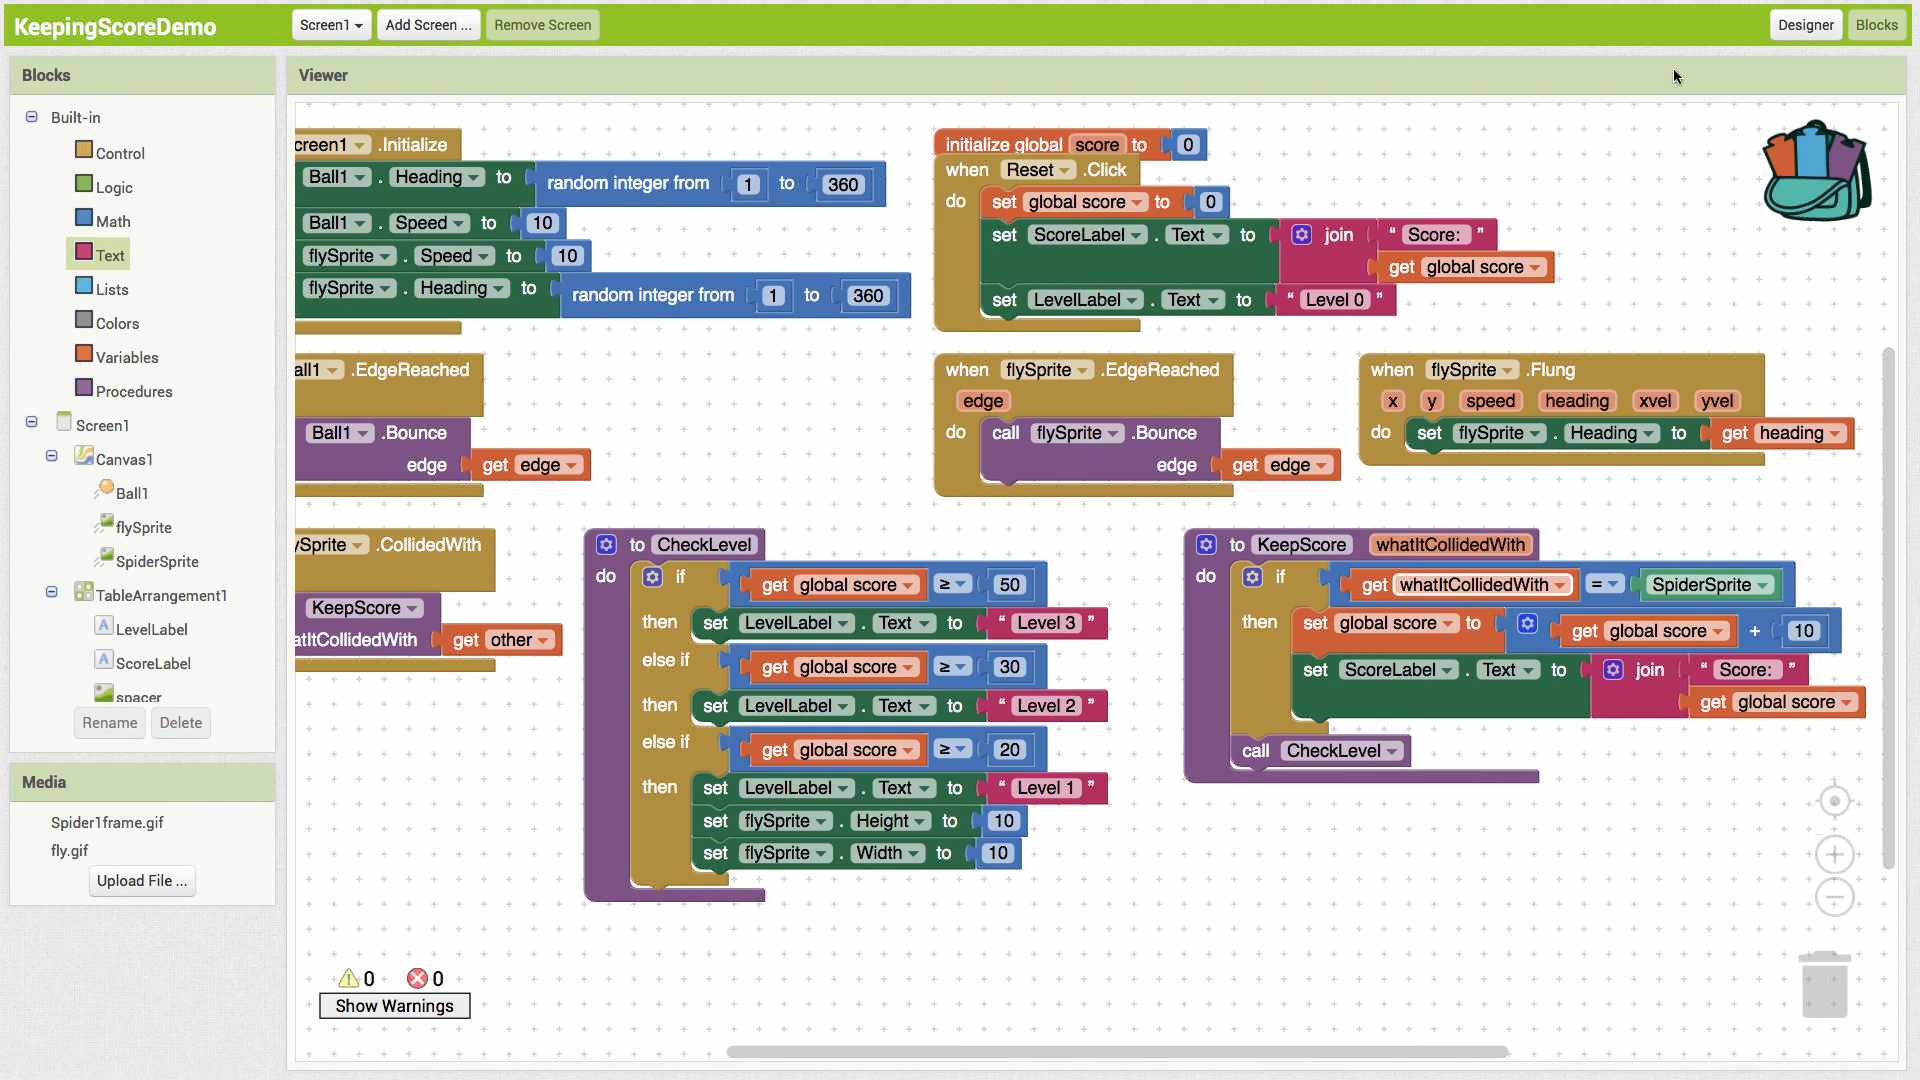 KeepingScoreDemo Screen1 Add Screen ... Remove Screen Designer Blocks
Blocks
Viewer
Built-in
Control
Logic
Math
Text
Lists
Colors
Variables
Procedures
Screen1
Canvas1
Ball1
flySprite
SpiderSprite
TableArrangement1
LevelLabel
ScoreLabel
spacer
Rename Delete
Media
Spider1frame.gif
fly.gif
Upload File ...
creen1 .Initialize
Ball1 . Heading to random integer from 1 to 360
Ball1 . Speed to 10
flySprite . Speed to 10
flySprite . Heading to random integer from 1 to 360
initialize global score to 0
when Reset .Click
do set global score to 0
set ScoreLabel . Text to join “ Score: ”
get global score
set LevelLabel . Text to “ Level 0 ”
all1 .EdgeReached
Ball1 .Bounce
edge get edge
when flySprite .EdgeReached
edge
do call flySprite .Bounce
edge get edge
when flySprite .Flung
x y speed heading xvel yvel
do set flySprite . Heading to get heading
ySprite .CollidedWith
KeepScore
atItCollidedWith get other
to CheckLevel
do if get global score ≥ 50
then set LevelLabel . Text to “ Level 3 ”
else if get global score ≥ 30
then set LevelLabel . Text to “ Level 2 ”
else if get global score ≥ 20
then set LevelLabel . Text to “ Level 1 ”
set flySprite . Height to 10
set flySprite . Width to 10
to KeepScore whatItCollidedWith
do if get whatItCollidedWith = SpiderSprite
then set global score to get global score + 10
set ScoreLabel . Text to join “ Score: ”
get global score
call CheckLevel
0 0
Show Warnings